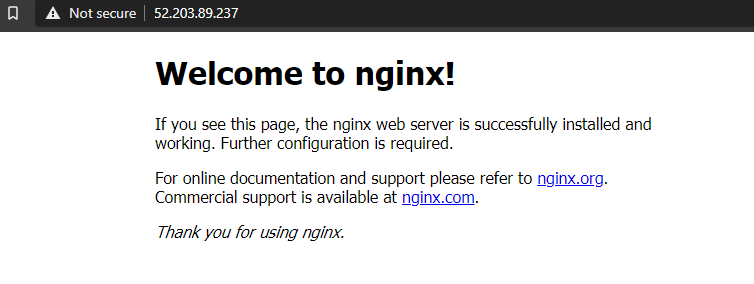 Not secure 52.203.89.237
Welcome to nginx!
If you see this page, the nginx web server is successfully installed and
working. Further configuration is required.
For online documentation and support please refer to nginx.org.
Commercial support is available at nginx.com.
Thank you for using nginx.